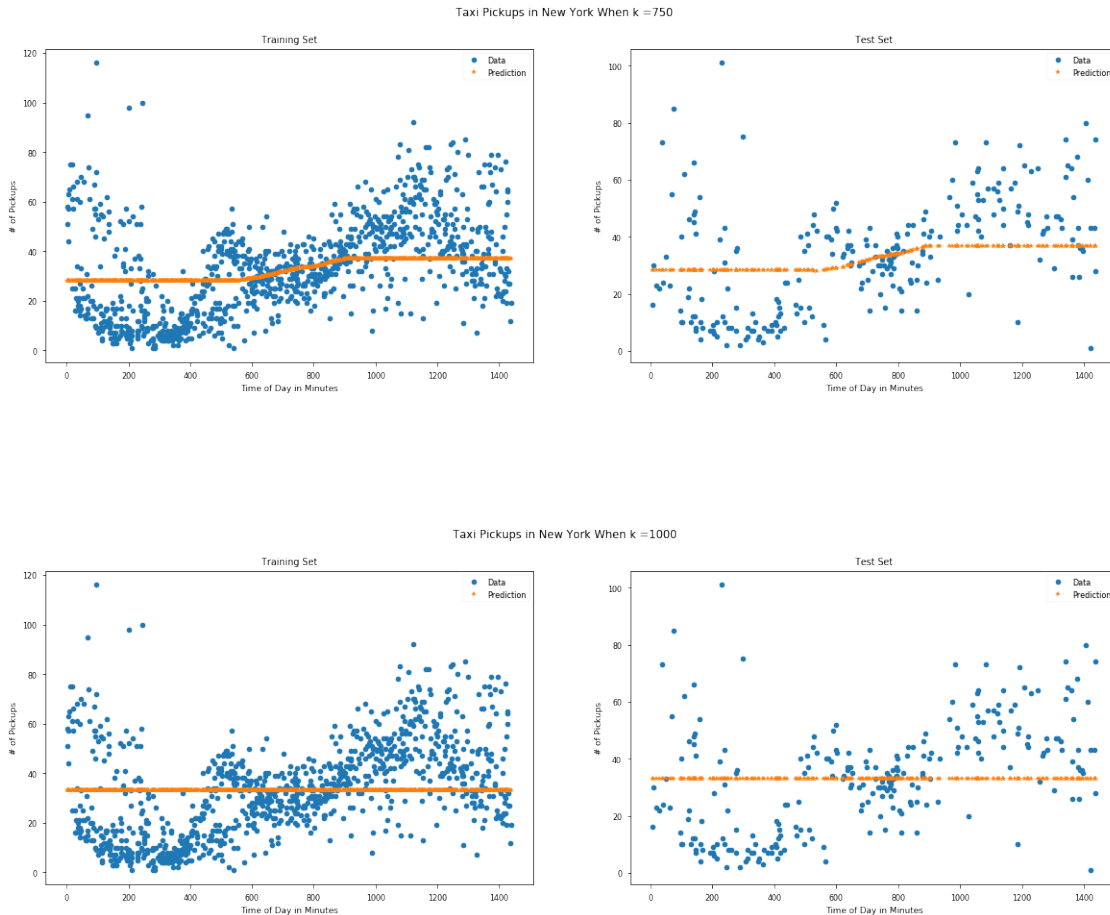 Taxi Pickups in New York When k =750
Training Set
120
100
80
60
40
20
0
# of Pickups
0 200 400 600 800 1000 1200 1400
Time of Day in Minutes
Data
Prediction
Test Set
100
80
60
40
20
0
# of Pickups
0 200 400 600 800 1000 1200 1400
Time of Day in Minutes
Data
Prediction
Taxi Pickups in New York When k =1000
Training Set
120
100
80
60
40
20
0
# of Pickups
0 200 400 600 800 1000 1200 1400
Time of Day in Minutes
Data
Prediction
Test Set
100
80
60
40
20
0
# of Pickups
0 200 400 600 800 1000 1200 1400
Time of Day in Minutes
Data
Prediction